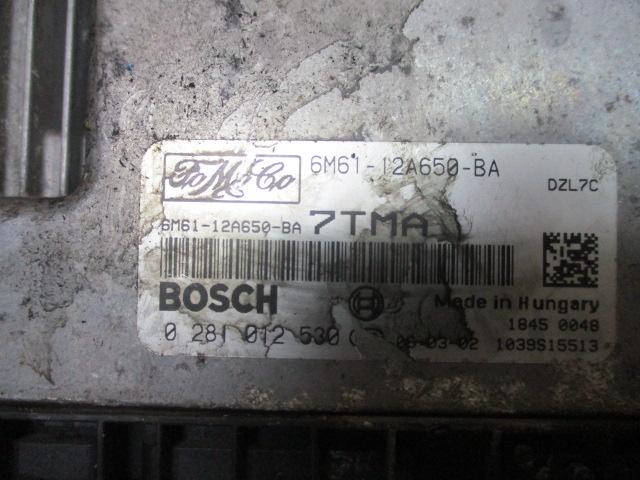 FoMoCo
6M61-12A650-BA
DZL7C
6M61-12A650-BA 7TMA
BOSCH
Made in Hungary
1845 0048
0 281 012 530 06-03-02 1039S15513